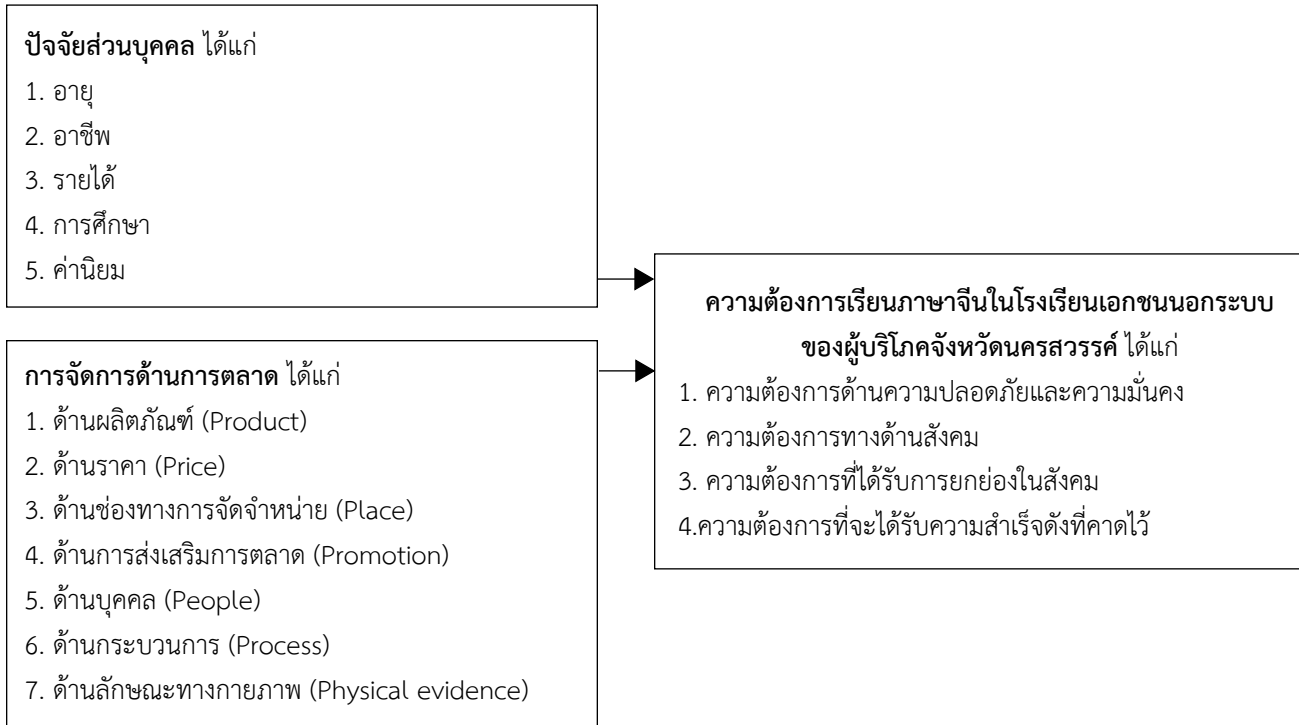 ปัจจัยส่วนบุคคล ได้แก่
1. อายุ
2. อาชีพ
3. รายได้
4. การศึกษา
5. ค่านิยม
การจัดการด้านการตลาด ได้แก่
1. ด้านผลิตภัณฑ์ (Product)
2. ด้านราคา (Price)
3. ด้านช่องทางการจัดจำหน่าย (Place)
4. ด้านการส่งเสริมการตลาด (Promotion)
5. ด้านบุคคล (People)
6. ด้านกระบวนการ (Process)
7. ด้านลักษณะทางกายภาพ (Physical evidence)
ความต้องการเรียนภาษาจีนในโรงเรียนเอกชนนอกระบบ
ของผู้บริโภคจังหวัดนครสวรรค์ ได้แก่
1. ความต้องการด้านความปลอดภัยและความมั่นคง
2. ความต้องการทางด้านสังคม
3. ความต้องการที่ได้รับการยกย่องในสังคม
4.ความต้องการที่จะได้รับความสำเร็จดังที่คาดไว้